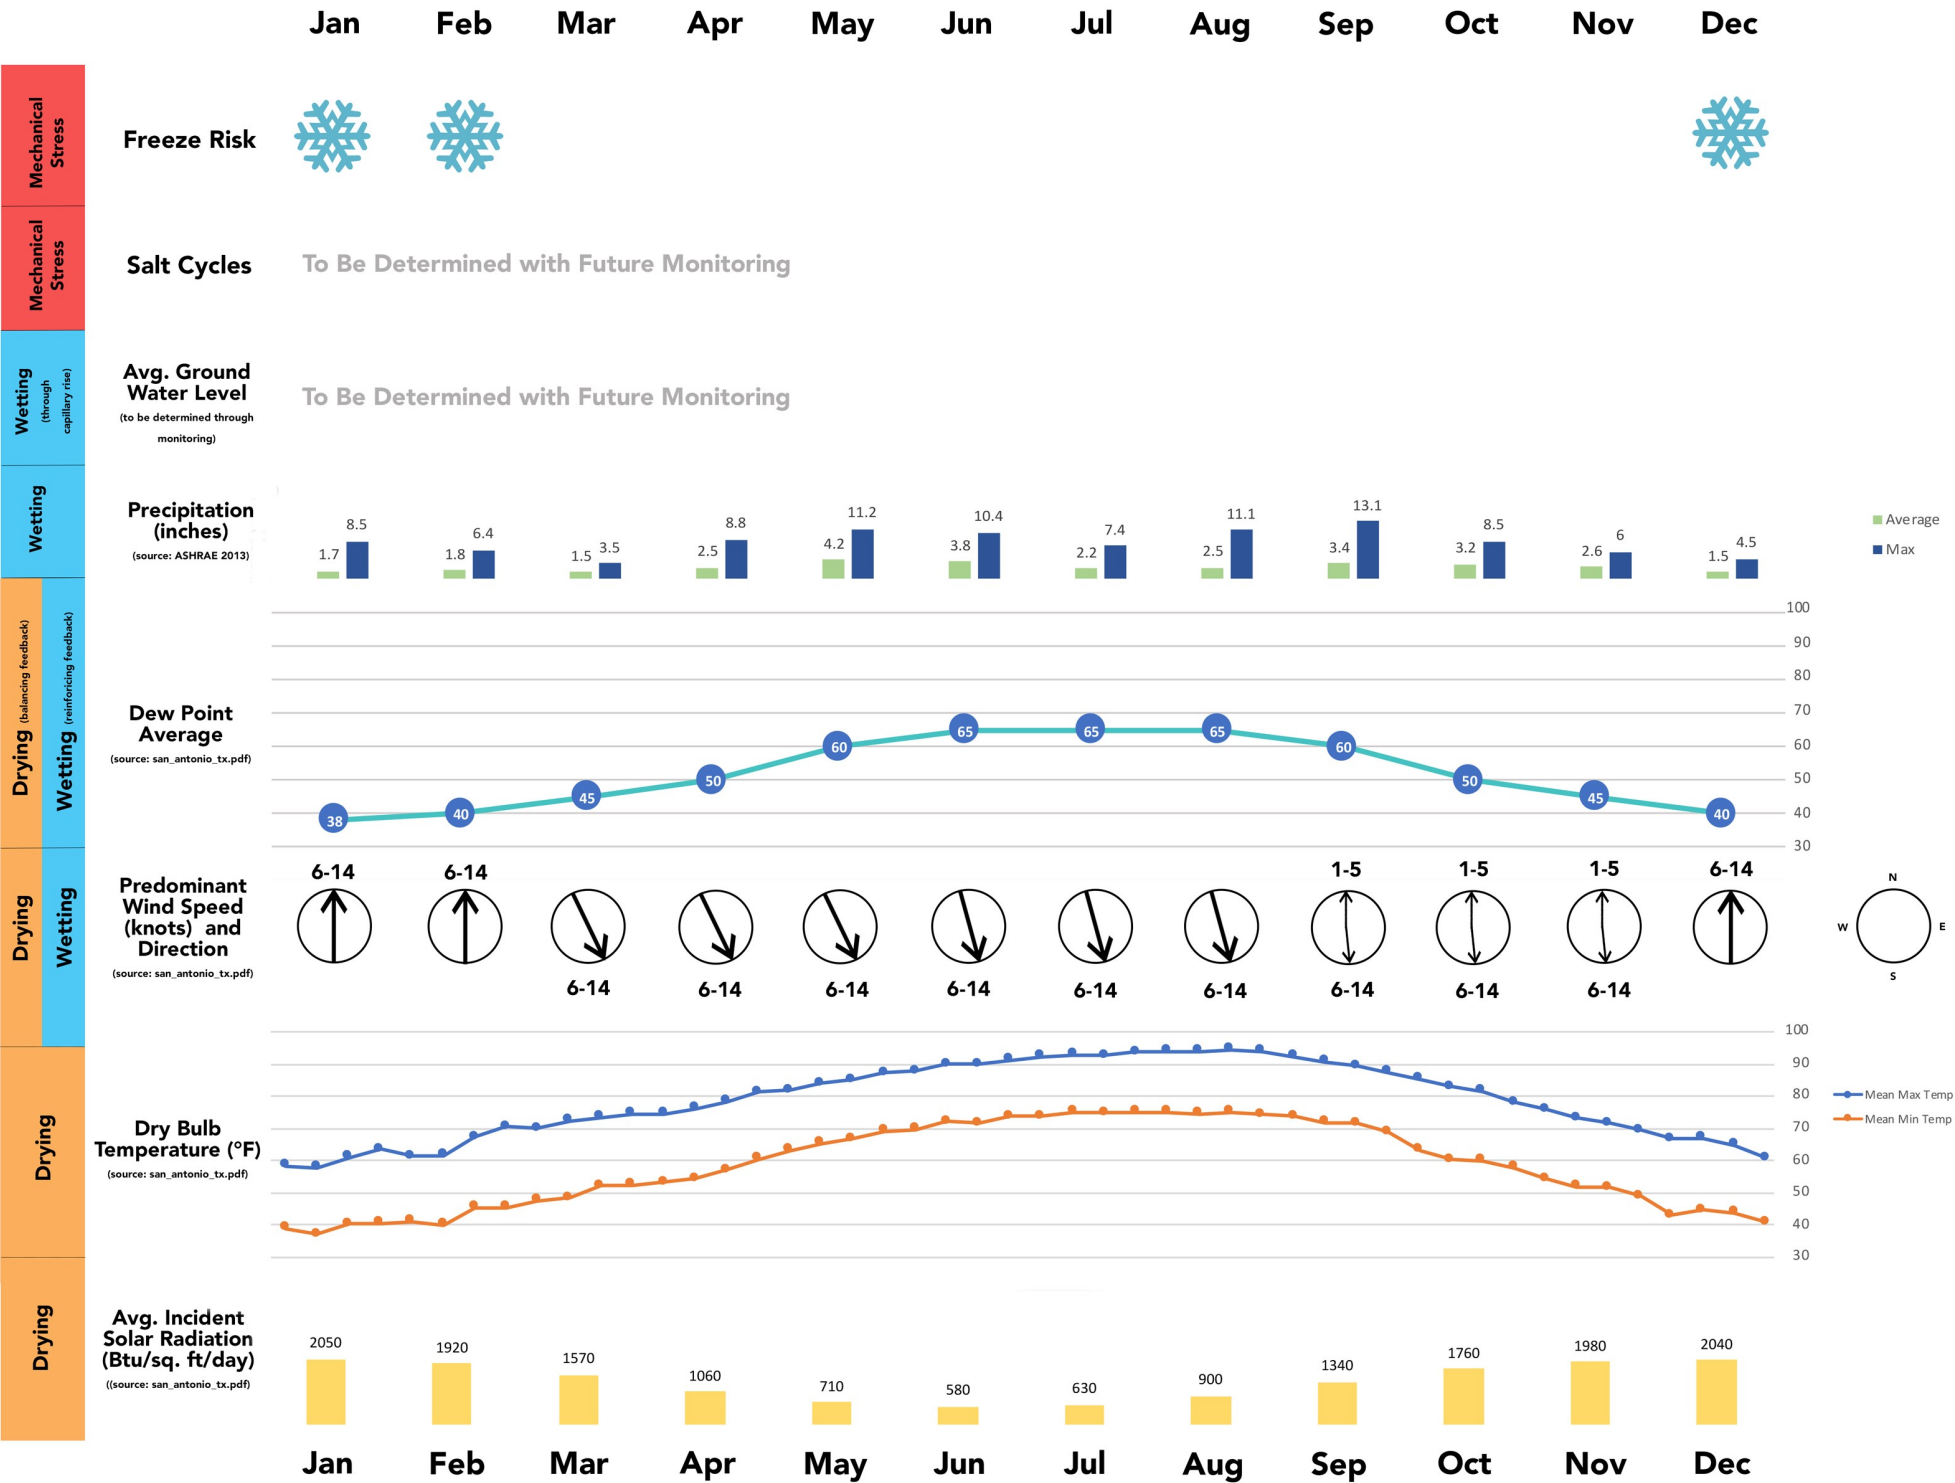 Jan Feb Mar Apr May Jun Jul Aug Sep Oct Nov Dec
Mechanical
Stress
Freeze Risk
Mechanical
Stress
Salt Cycles
To Be Determined with Future Monitoring
Wetting
(through
capillary rise)
Avg. Ground
Water Level
(to be determined through
monitoring)
To Be Determined with Future Monitoring
Wetting
Precipitation
(inches)
(source: ASHRAE 2013)
1.7 8.5 1.8 6.4 1.5 3.5 2.5 8.8 4.2 11.2 3.8 10.4 2.2 7.4 2.5 11.1 3.4 13.1 3.2 8.5 2.6 6 1.5 4.5
Average
Max
Drying (balancing feedback)
Wetting (reinforicing feedback)
Dew Point
Average
(source: san_antonio_tx.pdf)
38 40 45 50 60 65 65 65 60 50 45 40
100
90
80
70
60
50
40
30
Drying
Wetting
Predominant
Wind Speed
(knots) and
Direction
(source: san_antonio_tx.pdf)
6-14 6-14 1-5 1-5 1-5 6-14
6-14 6-14 6-14 6-14 6-14 6-14 6-14 6-14 6-14
N
W E
S
Drying
Dry Bulb
Temperature (°F)
(source: san_antonio_tx.pdf)
100
90
80
70
60
50
40
30
Mean Max Temp
Mean Min Temp
Drying
Avg. Incident
Solar Radiation
(Btu/sq. ft/day)
((source: san_antonio_tx.pdf)
2050 1920 1570 1060 710 580 630 900 1340 1760 1980 2040
Jan Feb Mar Apr May Jun Jul Aug Sep Oct Nov Dec